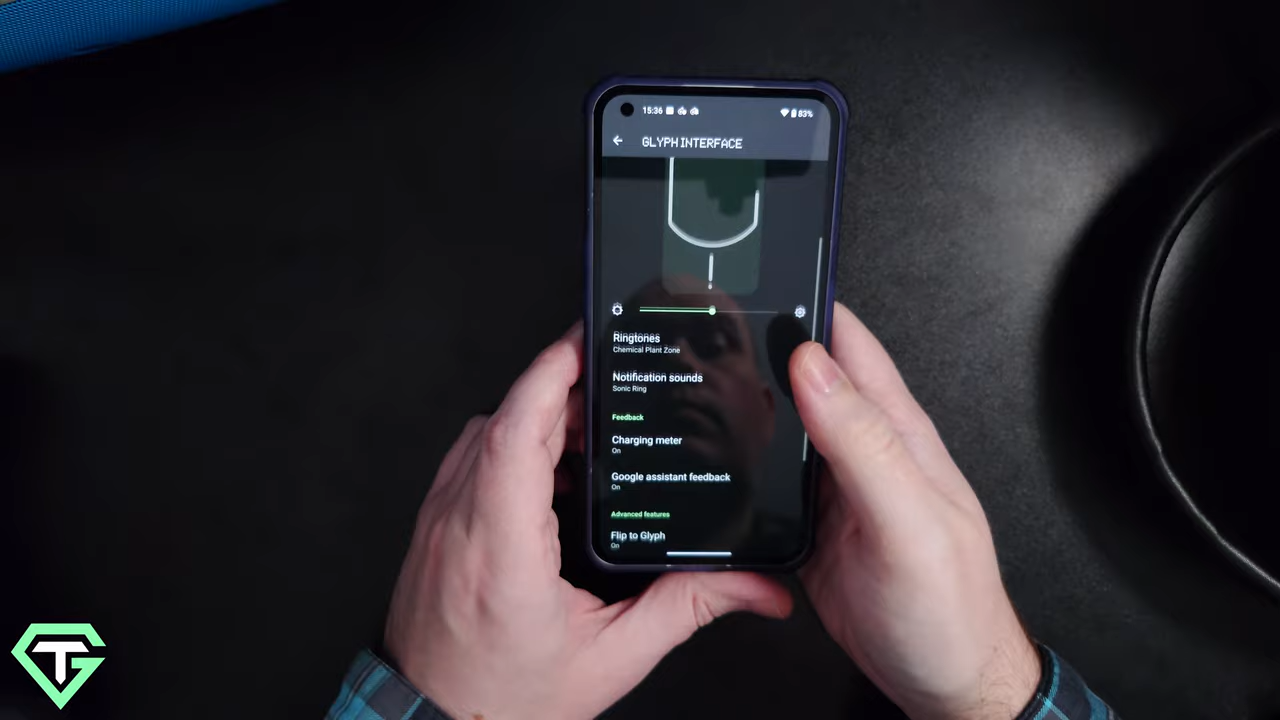 15:36
83%
GLYPH INTERFACE
Ringtones
Chemical Plant Zone
Notification sounds
Sonic Ring
Feedback
Charging meter
On
Google assistant feedback
On
Advanced features
Flip to Glyph
On
TG